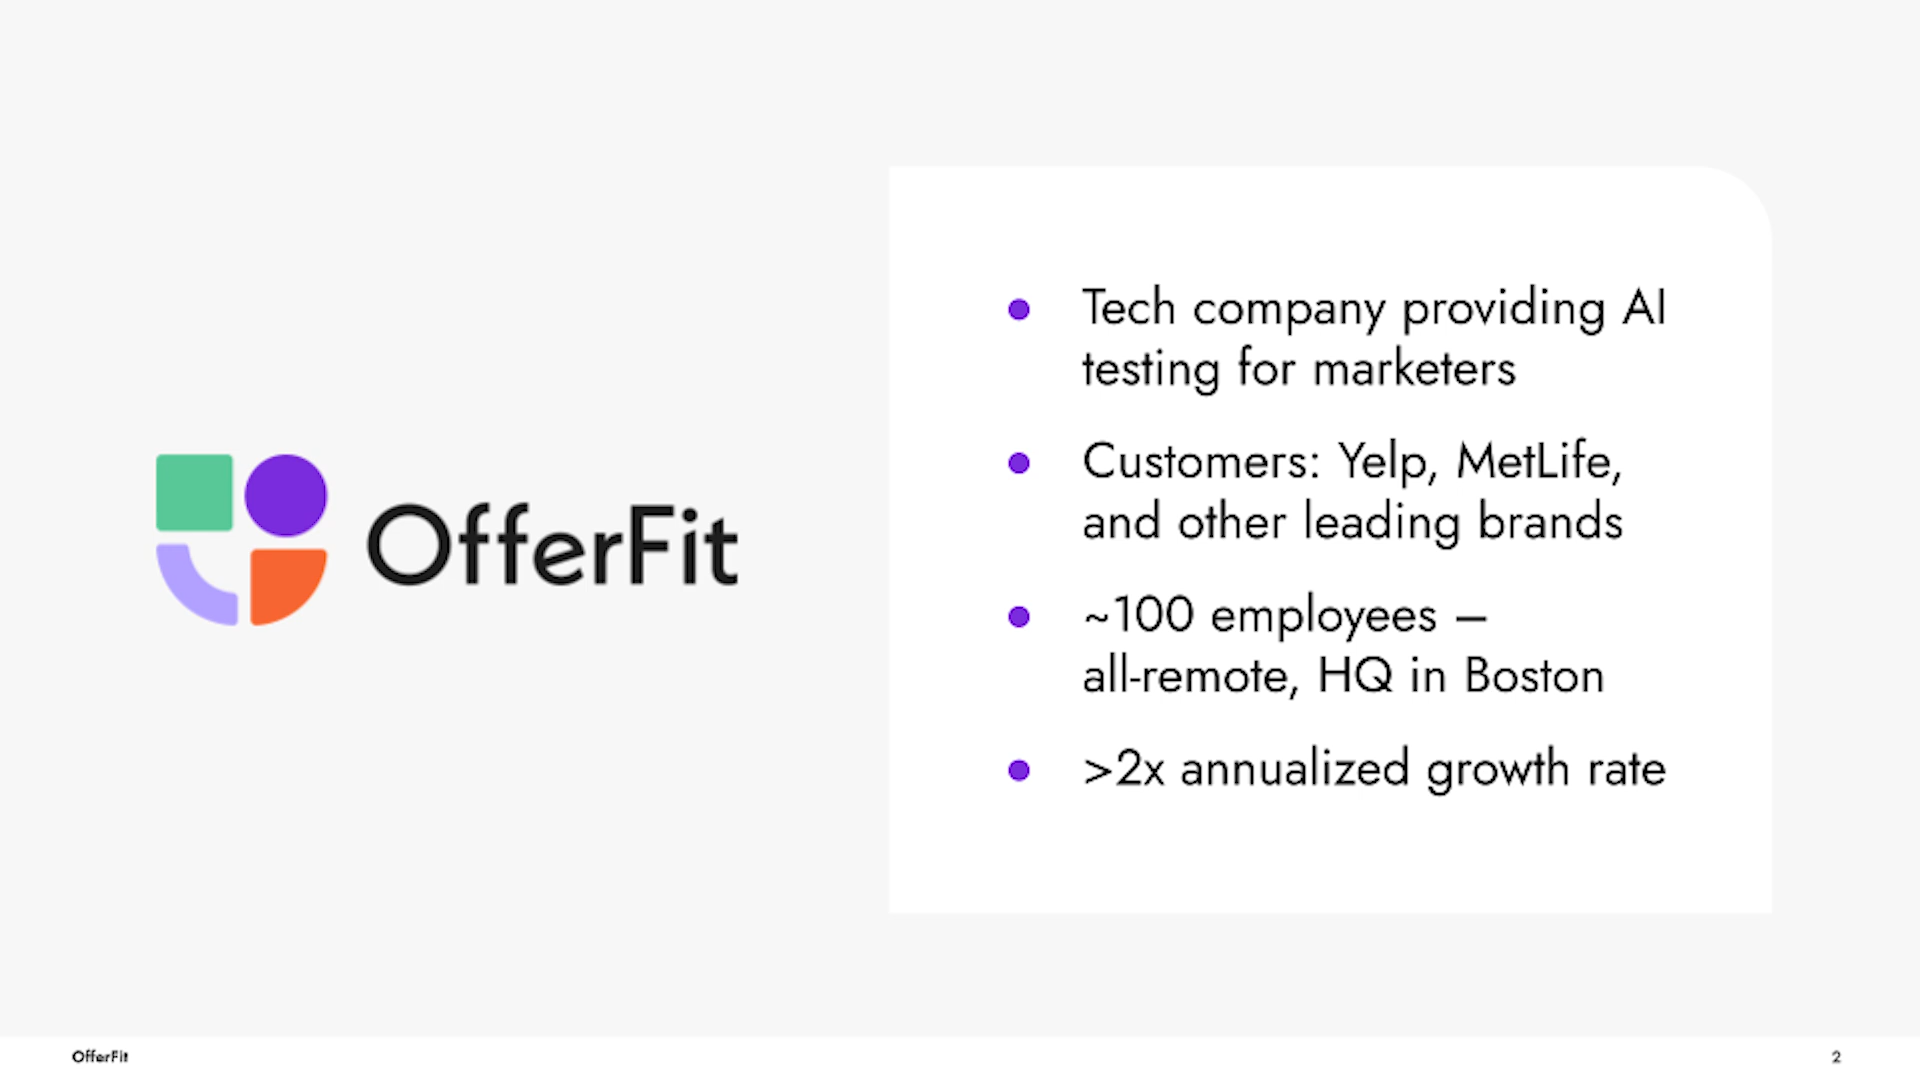 OfferFit
Tech company providing AI
testing for marketers
Customers: Yelp, MetLife,
and other leading brands
~100 employees –
all-remote, HQ in Boston
>2x annualized growth rate
OfferFit
2